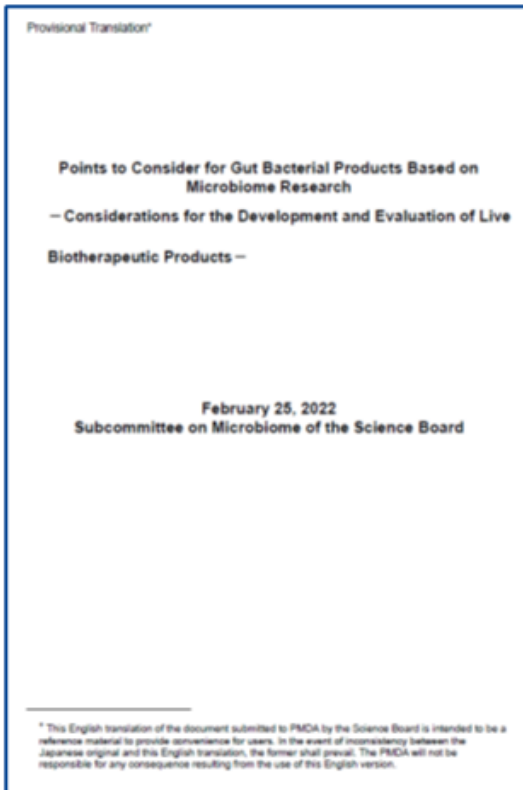 Provisional Translation*
Points to Consider for Gut Bacterial Products Based on
Microbiome Research
－Considerations for the Development and Evaluation of Live
Biotherapeutic Products－
February 25, 2022
Subcommittee on Microbiome of the Science Board
* This English translation of the document submitted to PMDA by the Science Board is intended to be a
reference material to provide convenience for users. In the event of inconsistency between the
Japanese original and this English translation, the former shall prevail. The PMDA will not be
responsible for any consequence resulting from the use of this English version.